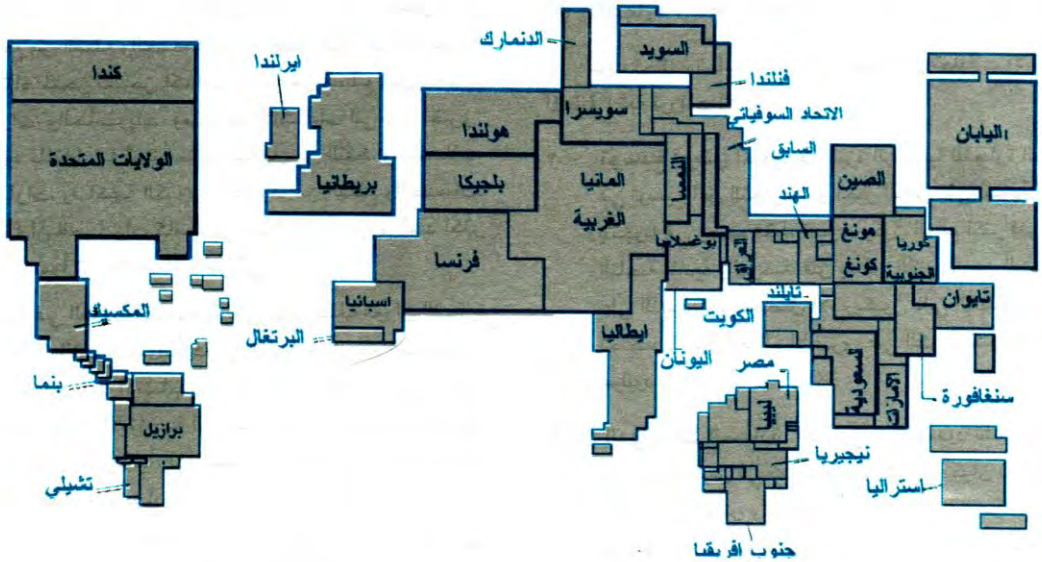 كندا
الولايات المتحدة
المكسيك
بنما
برازيل
تشيلي
ايرلندا
بريطانيا
الدنمارك
السويد
فنلندا
هولندا
سويسرا
بلجيكا
المانيا
الغربية
فرنسا
اسبانيا
البرتغال
ايطاليا
النمسا
يوغسلافيا
اليونان
الاتحاد السوفياتي
السابق
العراق
الكويت
الهند
الصين
هونغ
كونغ
كوريا
الجنوبية
اليابان
تايوان
تايلند
سنغافورة
السعودية
الامارات
مصر
ليبيا
نيجيريا
جنوب افريقيا
استراليا